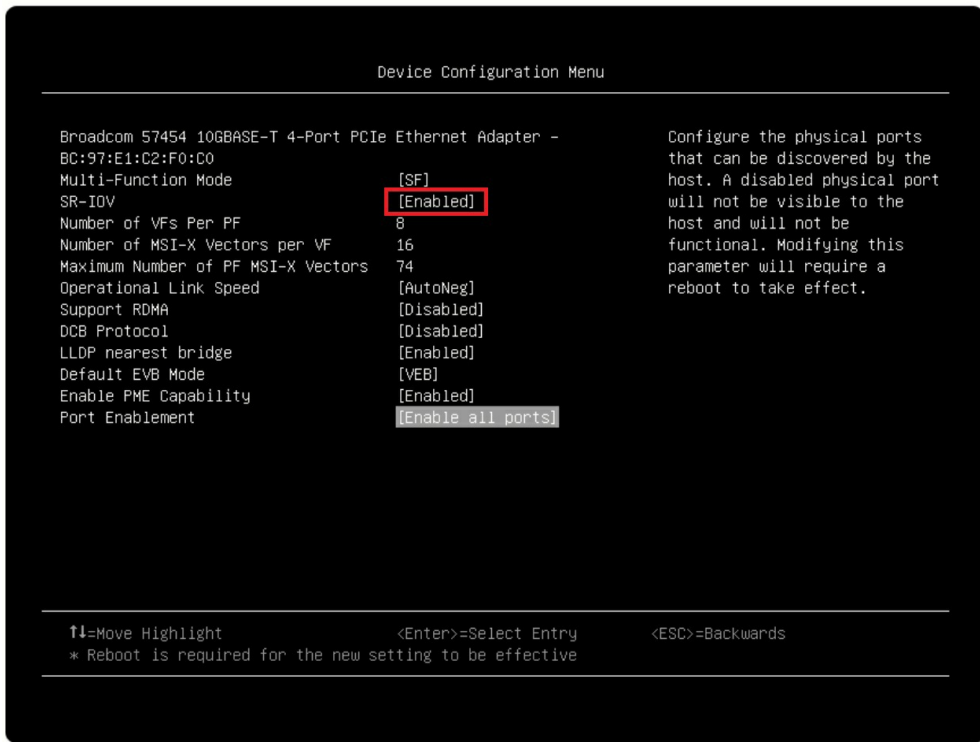 Device Configuration Menu
Broadcom 57454 10GBASE-T 4-Port PCIe Ethernet Adapter -
BC:97:E1:C2:F0:C0
Multi-Function Mode [SF]
SR-IOV [Enabled]
Number of VFs Per PF 8
Number of MSI-X Vectors per VF 16
Maximum Number of PF MSI-X Vectors 74
Operational Link Speed [AutoNeg]
Support RDMA [Disabled]
DCB Protocol [Disabled]
LLDP nearest bridge [Enabled]
Default EVB Mode [VEB]
Enable PME Capability [Enabled]
Port Enablement [Enable all ports]
Configure the physical ports
that can be discovered by the
host. A disabled physical port
will not be visible to the
host and will not be
functional. Modifying this
parameter will require a
reboot to take effect.
↑↓=Move Highlight <Enter>=Select Entry <ESC>=Backwards
* Reboot is required for the new setting to be effective